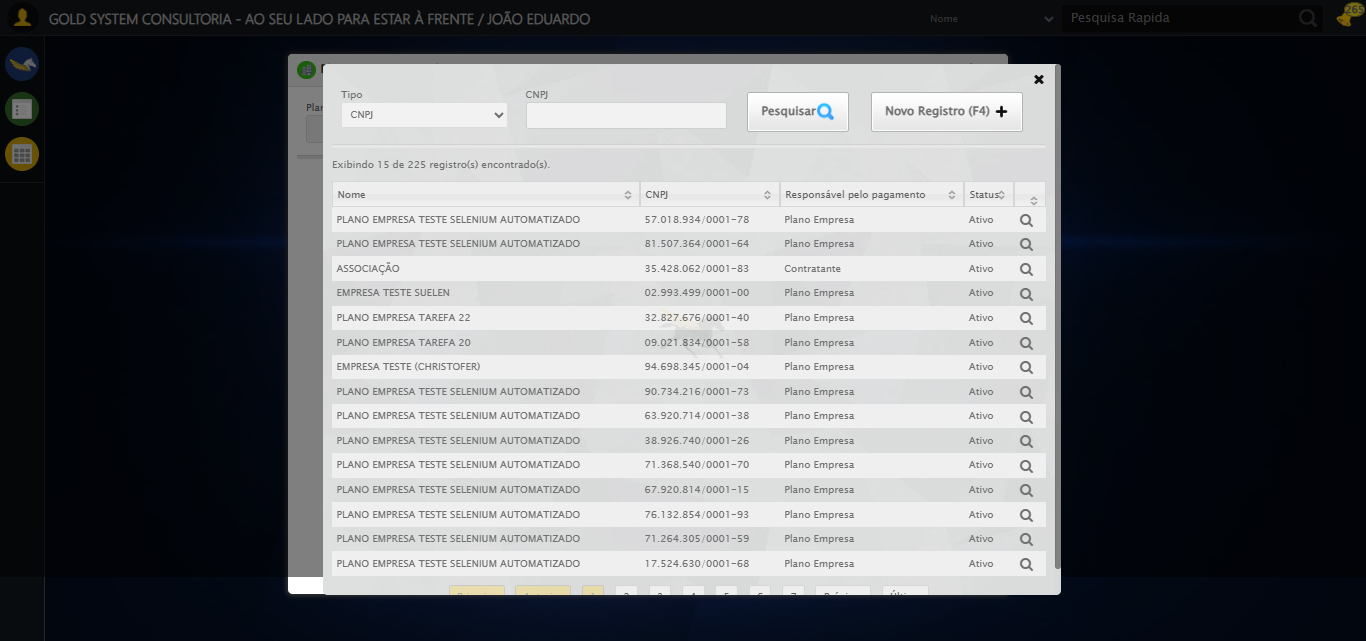 GOLD SYSTEM CONSULTORIA - AO SEU LADO PARA ESTAR À FRENTE / JOÃO EDUARDO
Nome
Pesquisa Rapida
265
Plan
Tipo
CNPJ
CNPJ
Pesquisar
Novo Registro (F4)
Exibindo 15 de 225 registro(s) encontrado(s).
Nome CNPJ Responsável pelo pagamento Status
PLANO EMPRESA TESTE SELENIUM AUTOMATIZADO 57.018.934/0001-78 Plano Empresa Ativo
PLANO EMPRESA TESTE SELENIUM AUTOMATIZADO 81.507.364/0001-64 Plano Empresa Ativo
ASSOCIAÇÃO 35.428.062/0001-83 Contratante Ativo
EMPRESA TESTE SUELEN 02.993.499/0001-00 Plano Empresa Ativo
PLANO EMPRESA TAREFA 22 32.827.676/0001-40 Plano Empresa Ativo
PLANO EMPRESA TAREFA 20 09.021.834/0001-58 Plano Empresa Ativo
EMPRESA TESTE (CHRISTOFER) 94.698.345/0001-04 Plano Empresa Ativo
PLANO EMPRESA TESTE SELENIUM AUTOMATIZADO 90.734.216/0001-73 Plano Empresa Ativo
PLANO EMPRESA TESTE SELENIUM AUTOMATIZADO 63.920.714/0001-38 Plano Empresa Ativo
PLANO EMPRESA TESTE SELENIUM AUTOMATIZADO 38.926.740/0001-26 Plano Empresa Ativo
PLANO EMPRESA TESTE SELENIUM AUTOMATIZADO 71.368.540/0001-70 Plano Empresa Ativo
PLANO EMPRESA TESTE SELENIUM AUTOMATIZADO 67.920.814/0001-15 Plano Empresa Ativo
PLANO EMPRESA TESTE SELENIUM AUTOMATIZADO 76.132.854/0001-93 Plano Empresa Ativo
PLANO EMPRESA TESTE SELENIUM AUTOMATIZADO 71.264.305/0001-59 Plano Empresa Ativo
PLANO EMPRESA TESTE SELENIUM AUTOMATIZADO 17.524.630/0001-68 Plano Empresa Ativo